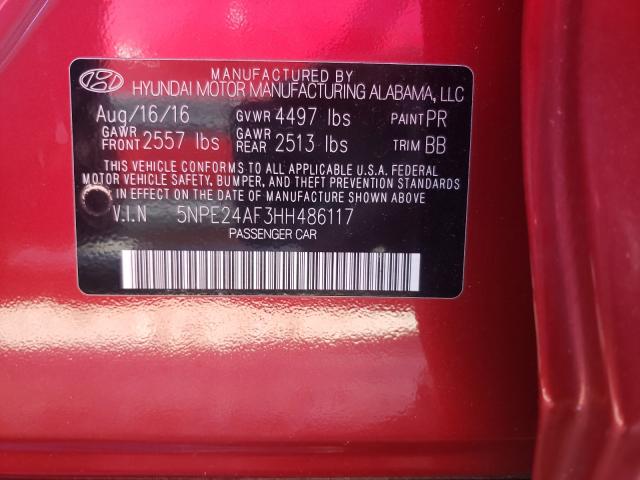 MANUFACTURED BY
HYUNDAI MOTOR MANUFACTURING ALABAMA, LLC
Aug/16/16 GVWR 4497 lbs PAINT PR
GAWR FRONT 2557 lbs GAWR REAR 2513 lbs TRIM BB
THIS VEHICLE CONFORMS TO ALL APPLICABLE U.S.A. FEDERAL
MOTOR VEHICLE SAFETY, BUMPER, AND THEFT PREVENTION STANDARDS
IN EFFECT ON THE DATE OF MANUFACTURE SHOWN ABOVE.
V.I.N 5NPE24AF3HH486117
PASSENGER CAR